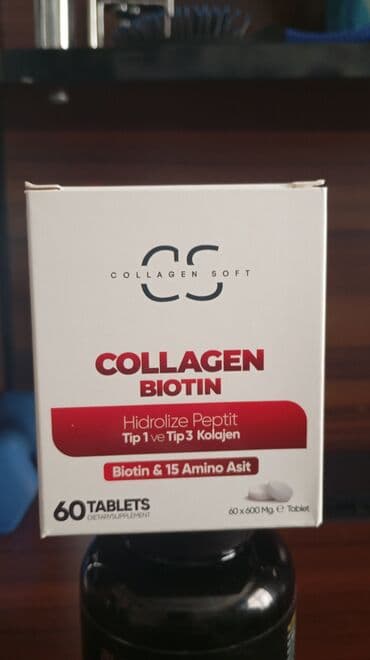 CS
COLLAGEN SOFT
COLLAGEN
BIOTIN
Hidrolize Peptit
Tip 1 ve Tip 3 Kolajen
Biotin & 15 Amino Asit
60 TABLETS
DIETARY SUPPLEMENT
60 x 600 Mg. ℮ Tablet